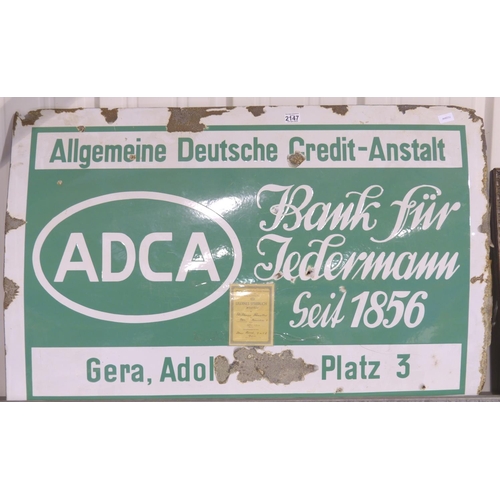 2147
Allgemeine Deutsche Credit-Anstalt
ADCA
Bank für
Jedermann
Seit 1856
Gera, Adol Platz 3